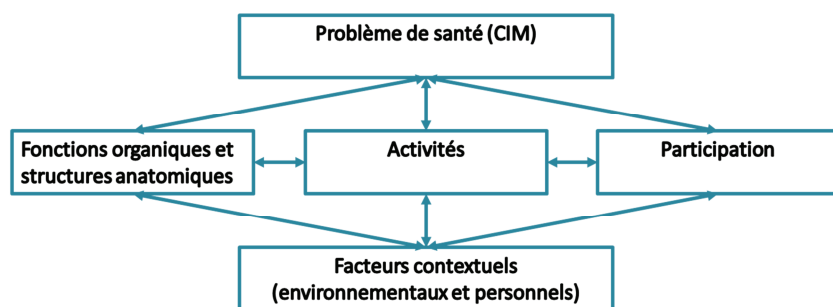 Problème de santé (CIM)
Fonctions organiques et
structures anatomiques
Activités
Participation
Facteurs contextuels
(environnementaux et personnels)